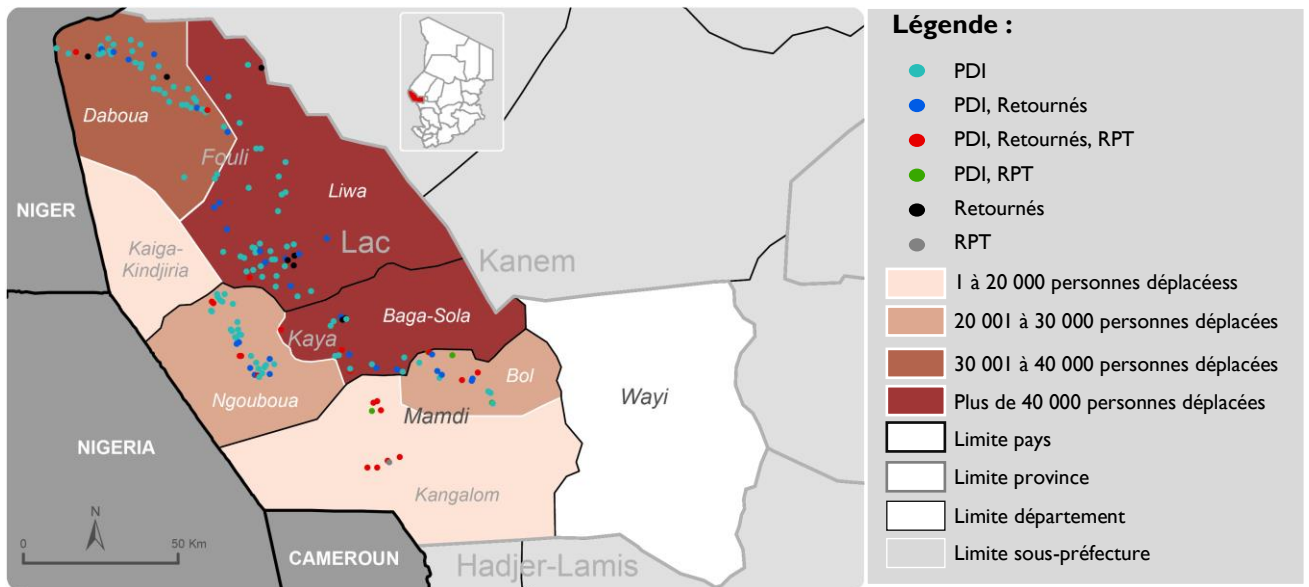 Daboua
Fouli
Liwa
NIGER
Kaiga-
Kindjiria
Lac
Kanem
Kaya
Baga-Sola
Bol
Ngouboua
Mamdi
Wayi
NIGERIA
Kangalom
N
0
50 Km
CAMEROUN
Hadjer-Lamis
Légende :
PDI
PDI, Retournés
PDI, Retournés, RPT
PDI, RPT
Retournés
RPT
1 à 20 000 personnes déplacéess
20 001 à 30 000 personnes déplacées
30 001 à 40 000 personnes déplacées
Plus de 40 000 personnes déplacées
Limite pays
Limite province
Limite département
Limite sous-préfecture